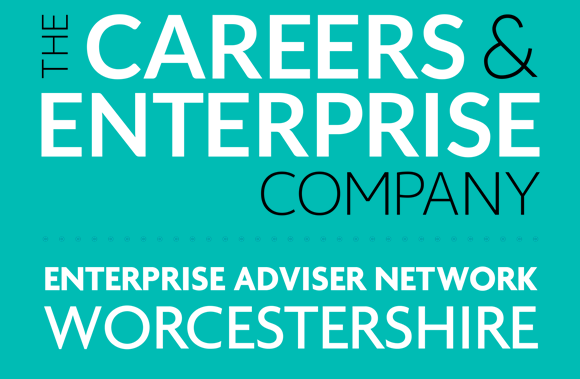 THE CAREERS &
ENTERPRISE
COMPANY
ENTERPRISE ADVISER NETWORK
WORCESTERSHIRE